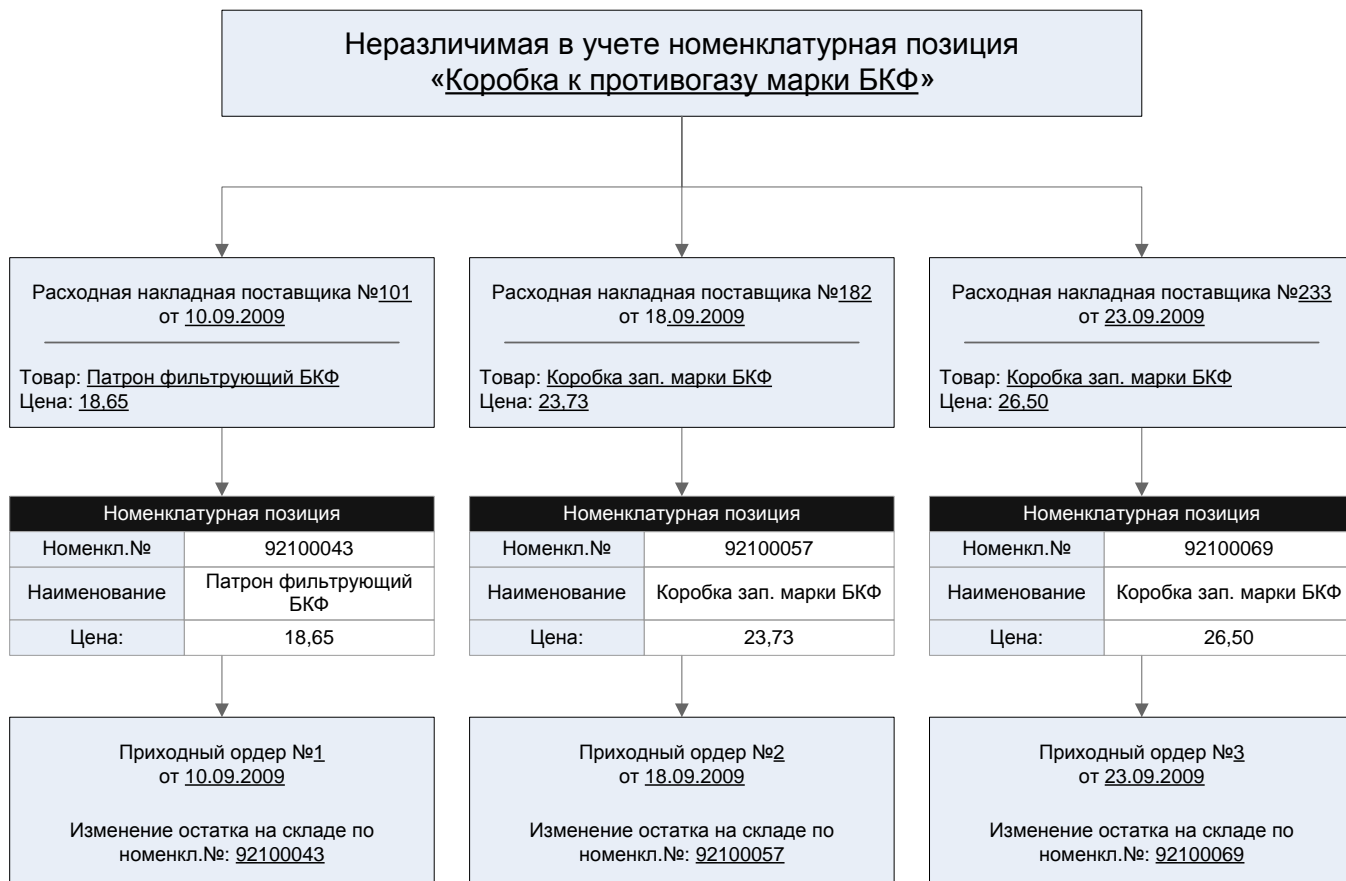 Неразличимая в учете номенклатурная позиция
«Коробка к противогазу марки БКФ»
Расходная накладная поставщика №101
от 10.09.2009
Товар: Патрон фильтрующий БКФ
Цена: 18,65
Расходная накладная поставщика №182
от 18.09.2009
Товар: Коробка зап. марки БКФ
Цена: 23,73
Расходная накладная поставщика №233
от 23.09.2009
Товар: Коробка зап. марки БКФ
Цена: 26,50
Номенклатурная позиция
Номенкл.№ 92100043
Наименование Патрон фильтрующий
БКФ
Цена: 18,65
Номенклатурная позиция
Номенкл.№ 92100057
Наименование Коробка зап. марки БКФ
Цена: 23,73
Номенклатурная позиция
Номенкл.№ 92100069
Наименование Коробка зап. марки БКФ
Цена: 26,50
Приходный ордер №1
от 10.09.2009
Изменение остатка на складе по
номенкл.№: 92100043
Приходный ордер №2
от 18.09.2009
Изменение остатка на складе по
номенкл.№: 92100057
Приходный ордер №3
от 23.09.2009
Изменение остатка на складе по
номенкл.№: 92100069